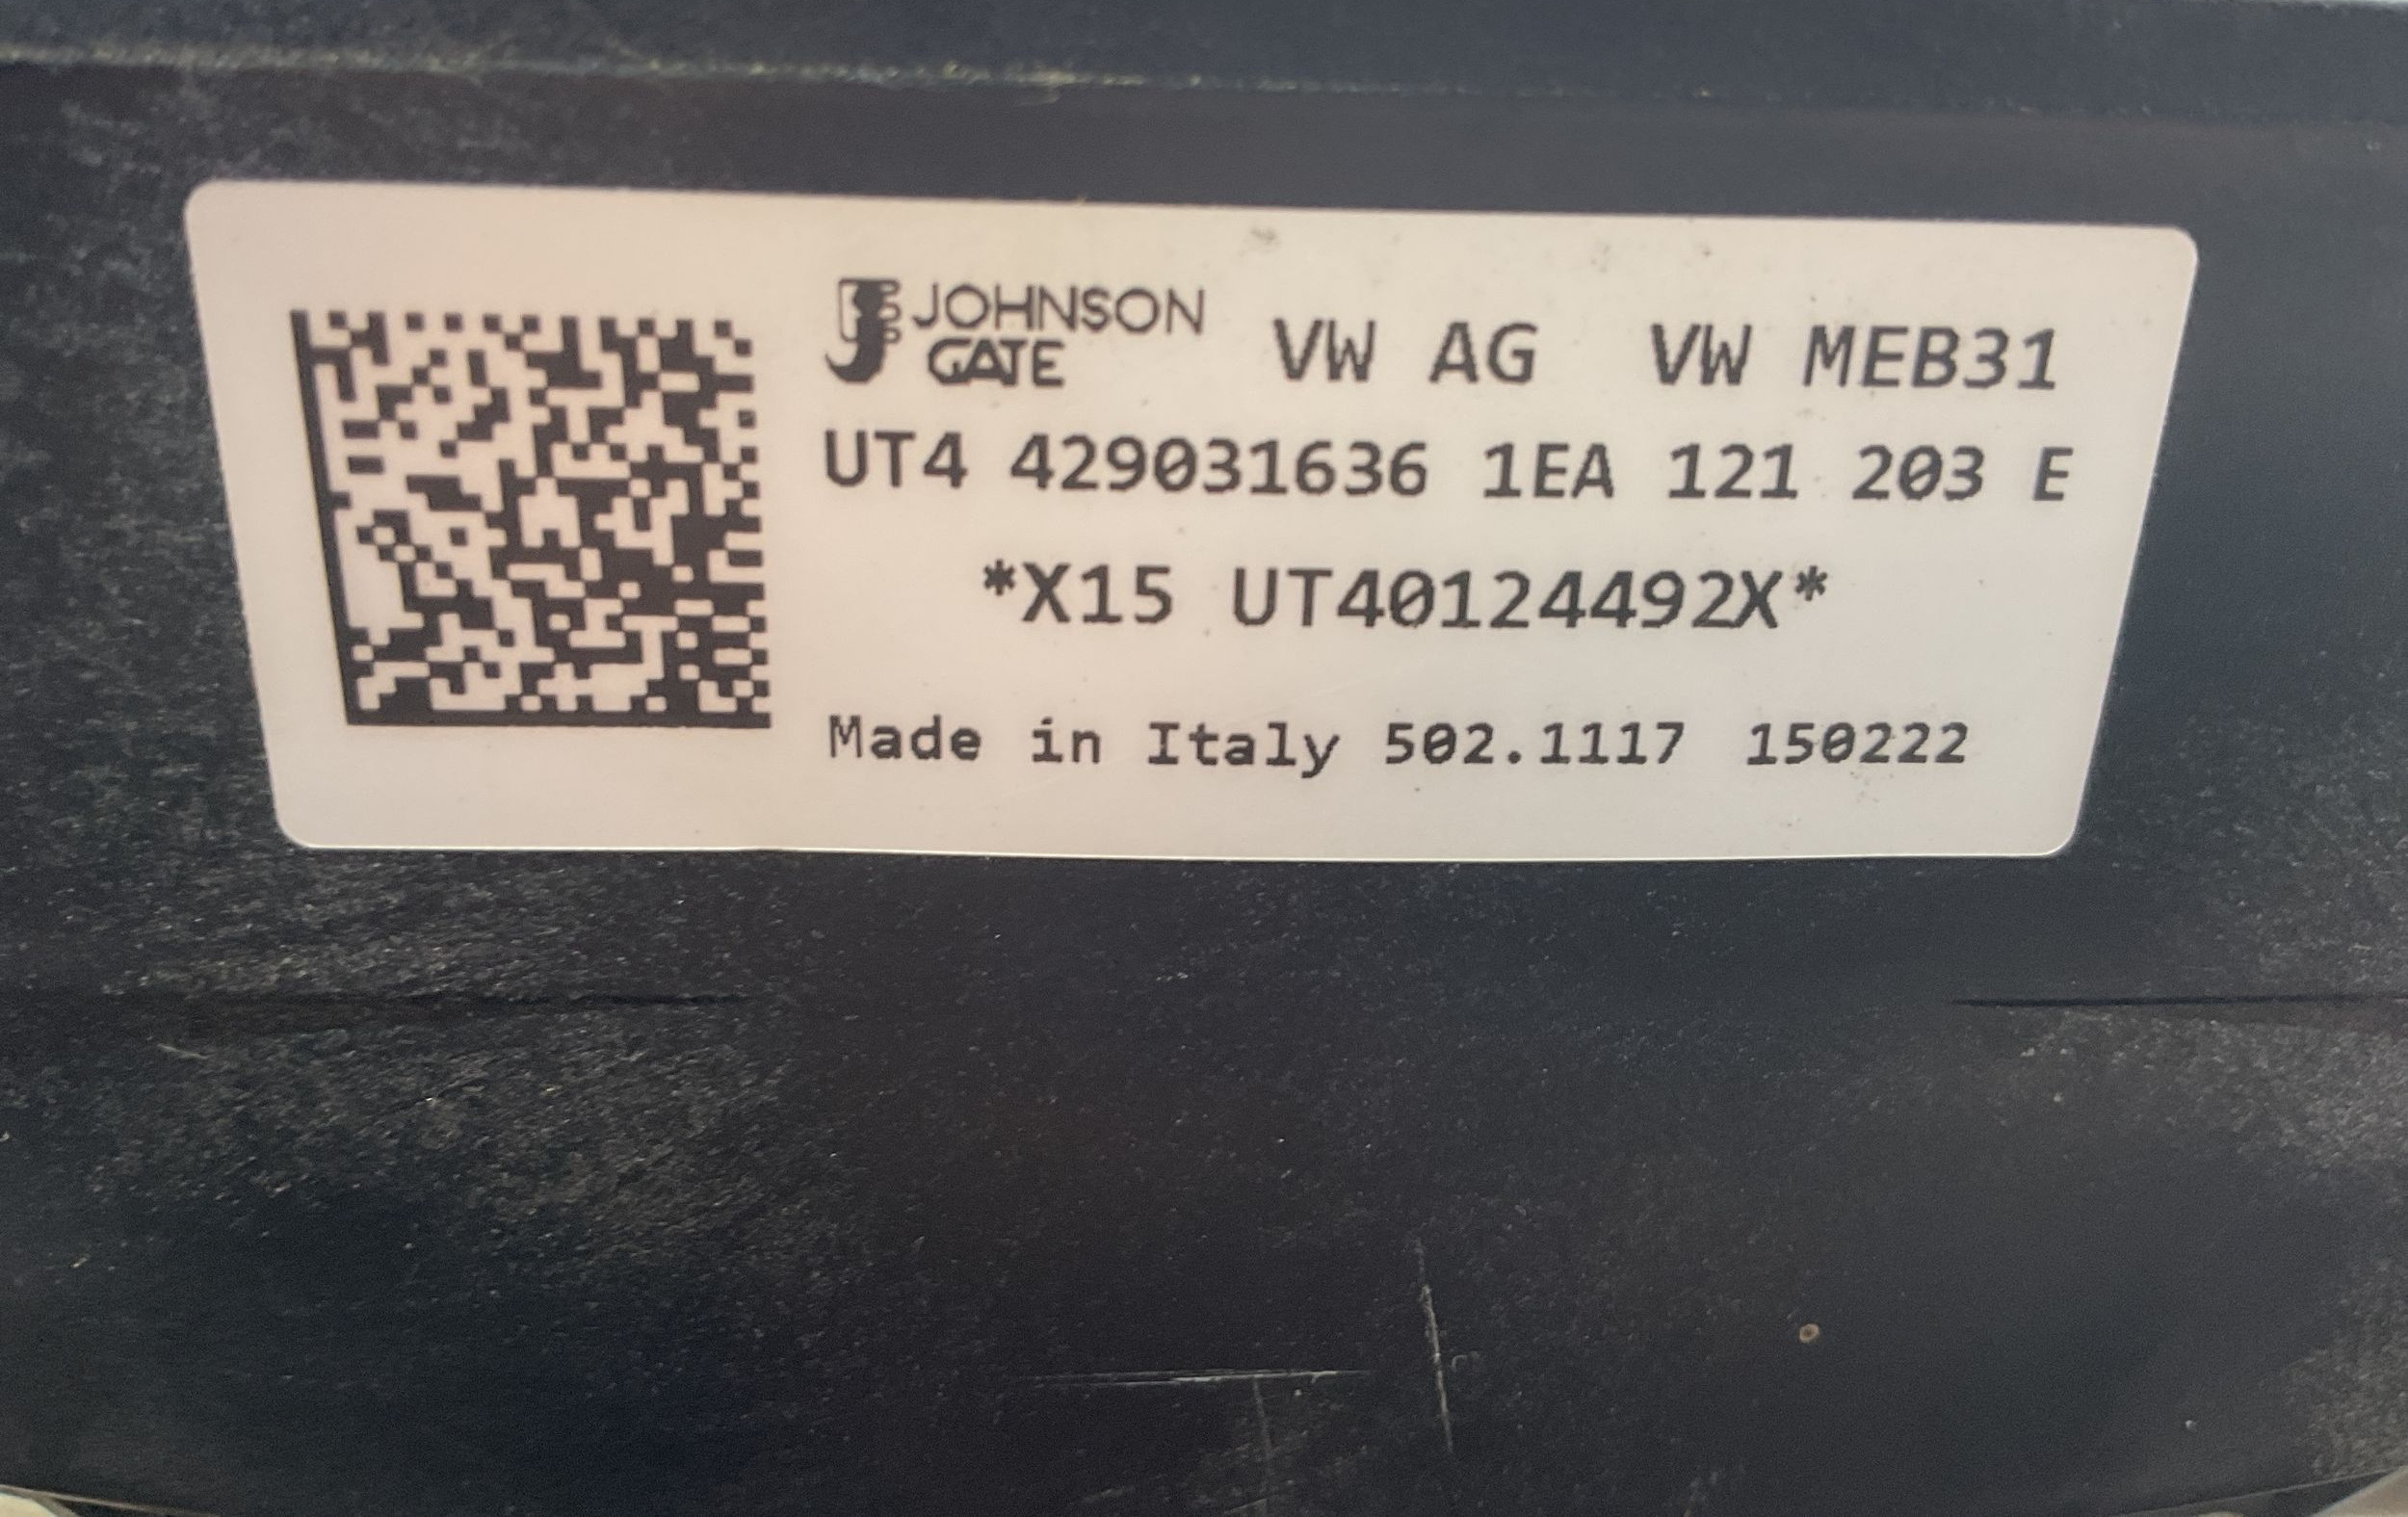 JOHNSON GATE VW AG VW MEB31
UT4 429031636 1EA 121 203 E
*X15 UT40124492X*
Made in Italy 502.1117 150222